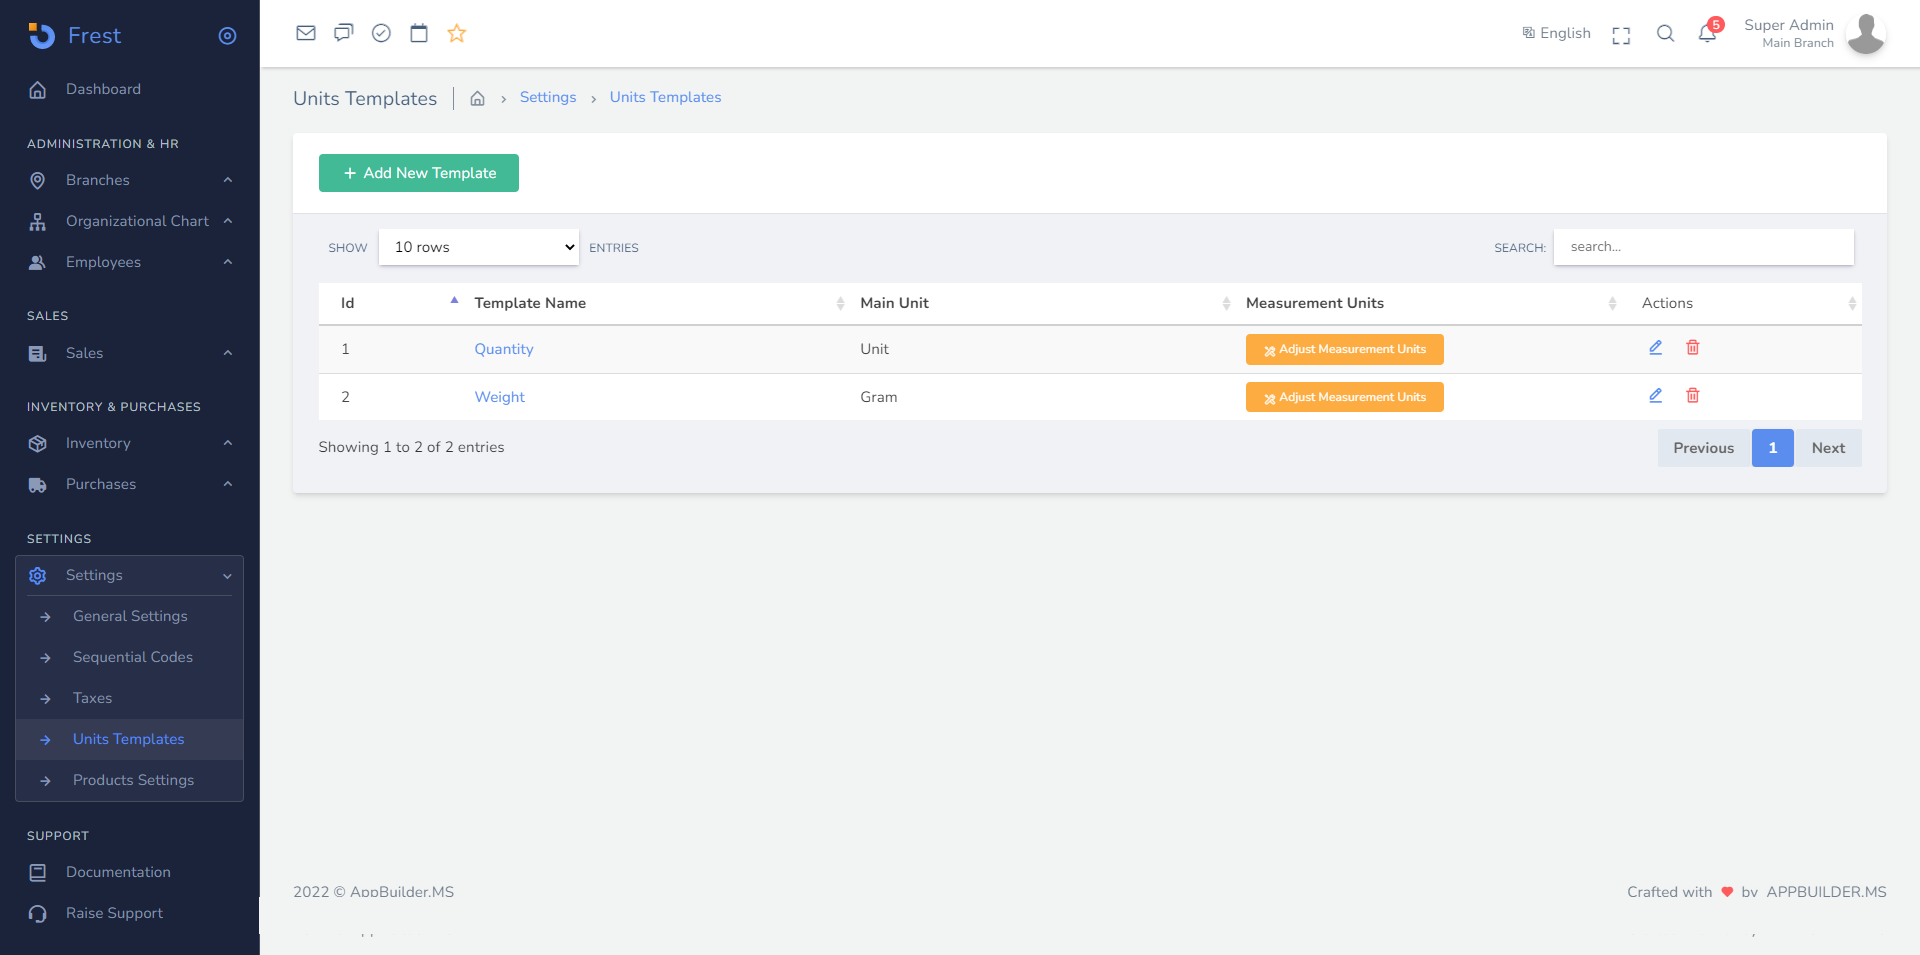 Frest
Dashboard
ADMINISTRATION & HR
Branches
Organizational Chart
Employees
SALES
Sales
INVENTORY & PURCHASES
Inventory
Purchases
SETTINGS
Settings
General Settings
Sequential Codes
Taxes
Units Templates
Products Settings
SUPPORT
Documentation
Raise Support
English
5
Super Admin
Main Branch
Units Templates
Settings
Units Templates
Add New Template
SHOW 10 rows ENTRIES
SEARCH: search...
Id Template Name Main Unit Measurement Units Actions
1 Quantity Unit Adjust Measurement Units
2 Weight Gram Adjust Measurement Units
Showing 1 to 2 of 2 entries
Previous 1 Next
2022 © AppBuilder.MS
Crafted with by APPBUILDER.MS